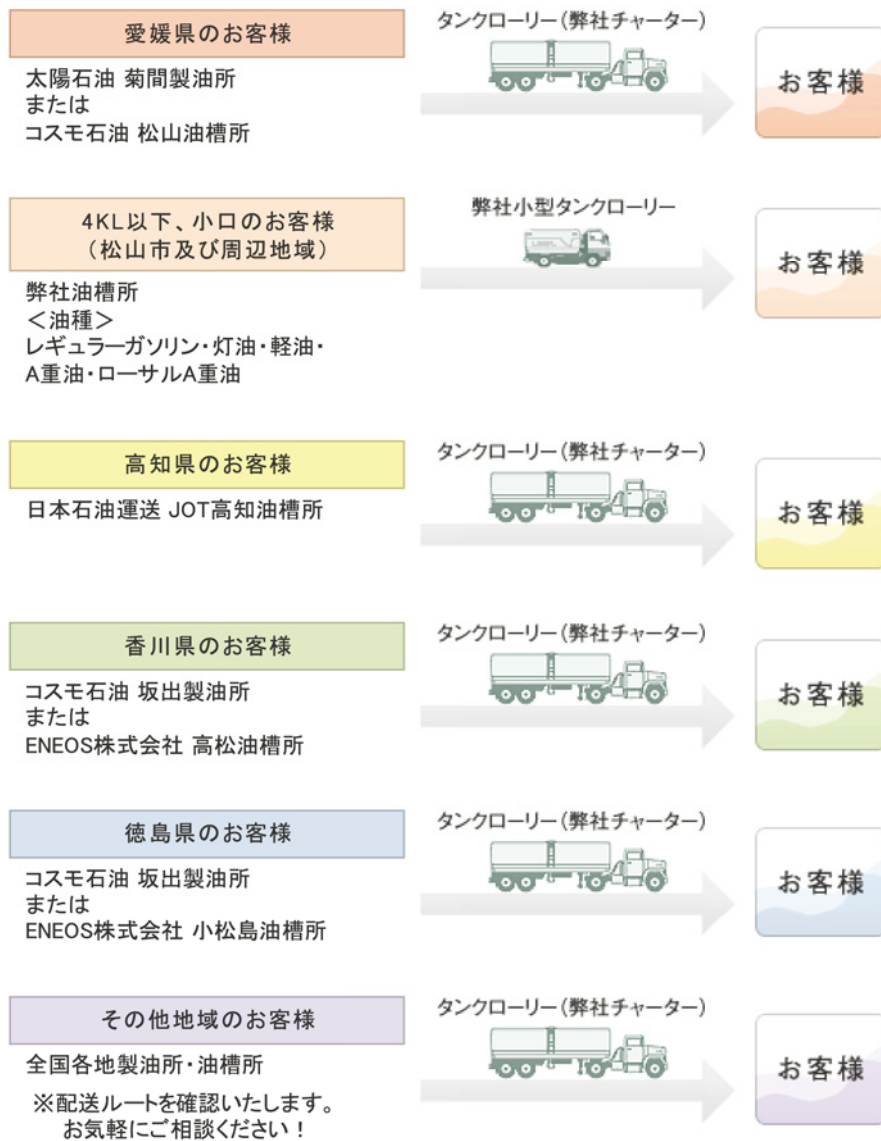 愛媛県のお客様
タンクローリー(弊社チャーター)
太陽石油 菊間製油所
または
コスモ石油 松山油槽所
お客様
4KL以下、小口のお客様
(松山市及び周辺地域)
弊社小型タンクローリー
弊社油槽所
<油種>
レギュラーガソリン・灯油・軽油・
A重油・ローサルA重油
お客様
高知県のお客様
タンクローリー(弊社チャーター)
日本石油運送 JOT高知油槽所
お客様
香川県のお客様
タンクローリー(弊社チャーター)
コスモ石油 坂出製油所
または
ENEOS株式会社 高松油槽所
お客様
徳島県のお客様
タンクローリー(弊社チャーター)
コスモ石油 坂出製油所
または
ENEOS株式会社 小松島油槽所
お客様
その他地域のお客様
タンクローリー(弊社チャーター)
全国各地製油所・油槽所
※配送ルートを確認いたします。
お気軽にご相談ください!
お客様